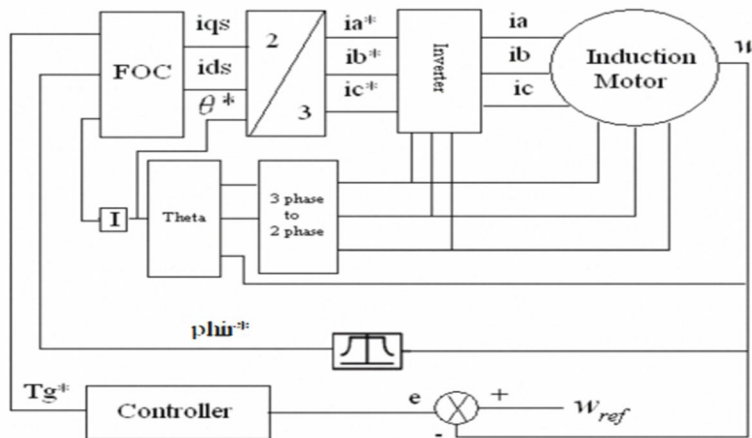 FOC
iqs
ids
θ*
2
3
ia*
ib*
ic*
Inverter
ia
ib
ic
Induction
Motor
w
I
Theta
3 phase
to
2 phase
phir*
Tg*
Controller
e
+
-
w_ref